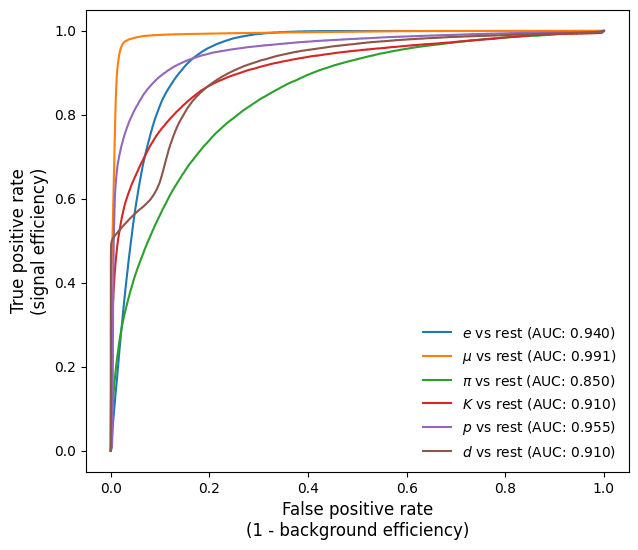 1.0
0.8
0.6
0.4
0.2
0.0
True positive rate
(signal efficiency)
e vs rest (AUC: 0.940)
μ vs rest (AUC: 0.991)
π vs rest (AUC: 0.850)
K vs rest (AUC: 0.910)
p vs rest (AUC: 0.955)
d vs rest (AUC: 0.910)
0.0 0.2 0.4 0.6 0.8 1.0
False positive rate
(1 - background efficiency)